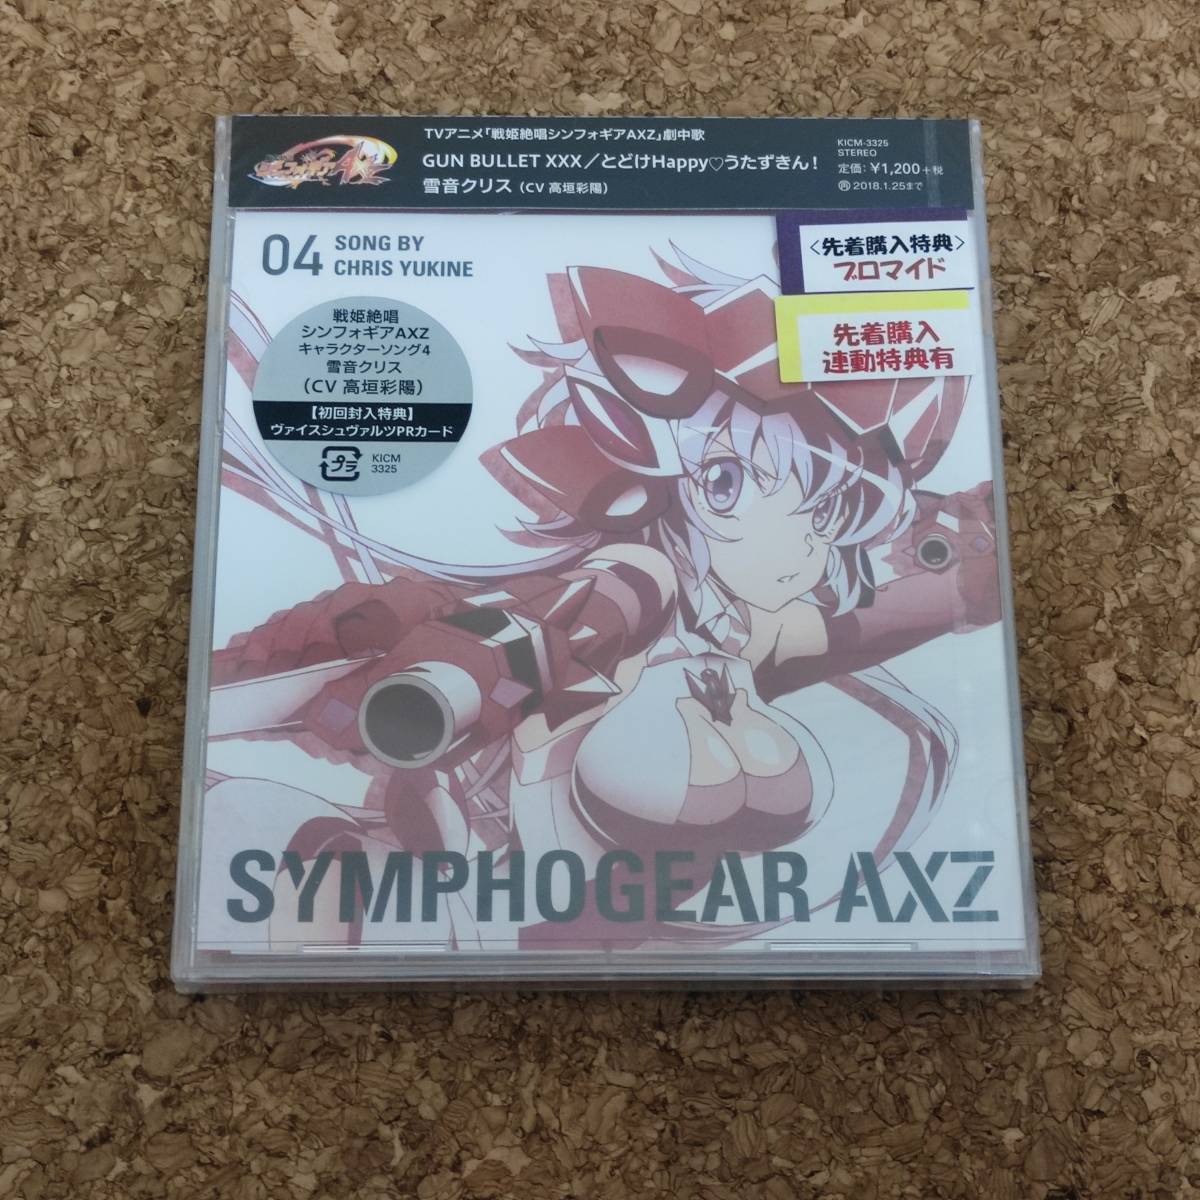 TVアニメ「戦姫絶唱シンフォギアAXZ」劇中歌
GUN BULLET XXX/とどけHappy♡うたずきん!
雪音クリス(CV 高垣彩陽)
KICM-3325
STEREO
定価:¥1,200+税
Ⓡ2018.1.25まで
04 SONG BY
CHRIS YUKINE
<先着購入特典>
ブロマイド
先着購入
連動特典有
戦姫絶唱
シンフォギアAXZ
キャラクターソング4
雪音クリス
(CV 高垣彩陽)
【初回封入特典】
ヴァイスシュヴァルツPRカード
プラ
KICM
3325
SYMPHOGEAR AXZ